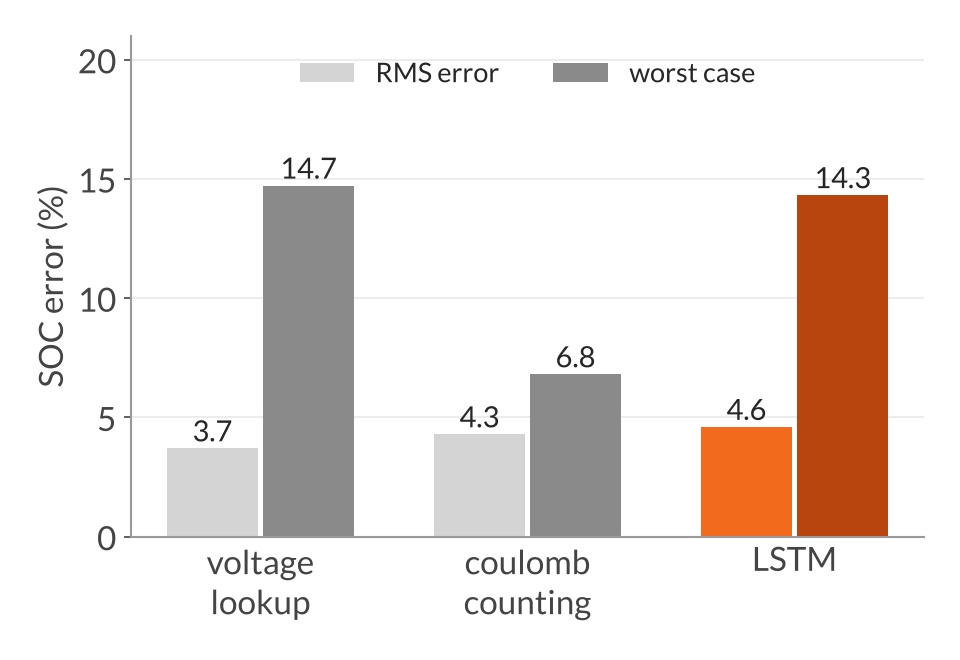 RMS error
worst case
SOC error (%)
20
15
10
5
0
3.7
14.7
4.3
6.8
4.6
14.3
voltage
lookup
coulomb
counting
LSTM